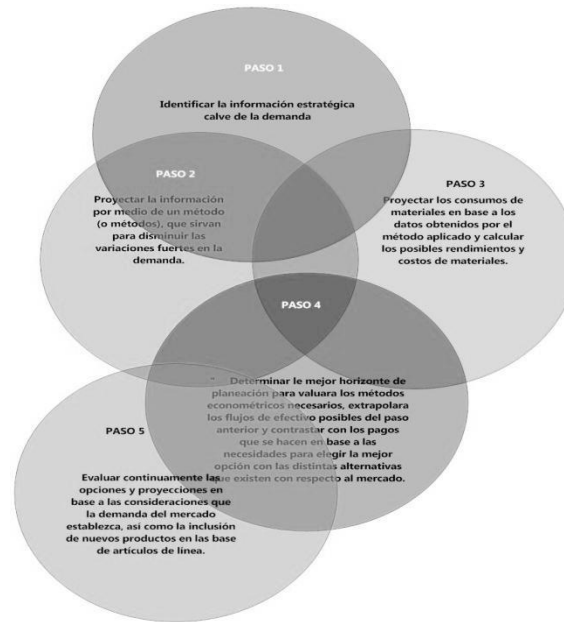 PASO 1
Identificar la información estratégica
calve de la demanda
PASO 2
Proyectar la información
por medio de un método
(o métodos), que sirvan
para disminuir las
variaciones fuertes en la
demanda.
PASO 3
Proyectar los consumos de
materiales en base a los
datos obtenidos por el
método aplicado y calcular
los posibles rendimientos y
costos de materiales.
PASO 4
Determinar le mejor horizonte de
planeación para valuara los métodos
econométricos necesarios, extrapolara
los flujos de efectivo posibles del paso
anterior y contrastar con los pagos
que se hacen en base a las
necesidades para elegir la mejor
opción con las distintas alternativas
que existen con respecto al mercado.
PASO 5
Evaluar continuamente las
opciones y proyecciones en
base a las consideraciones que
la demanda del mercado
establezca, así como la inclusión
de nuevos productos en las base
de artículos de línea.